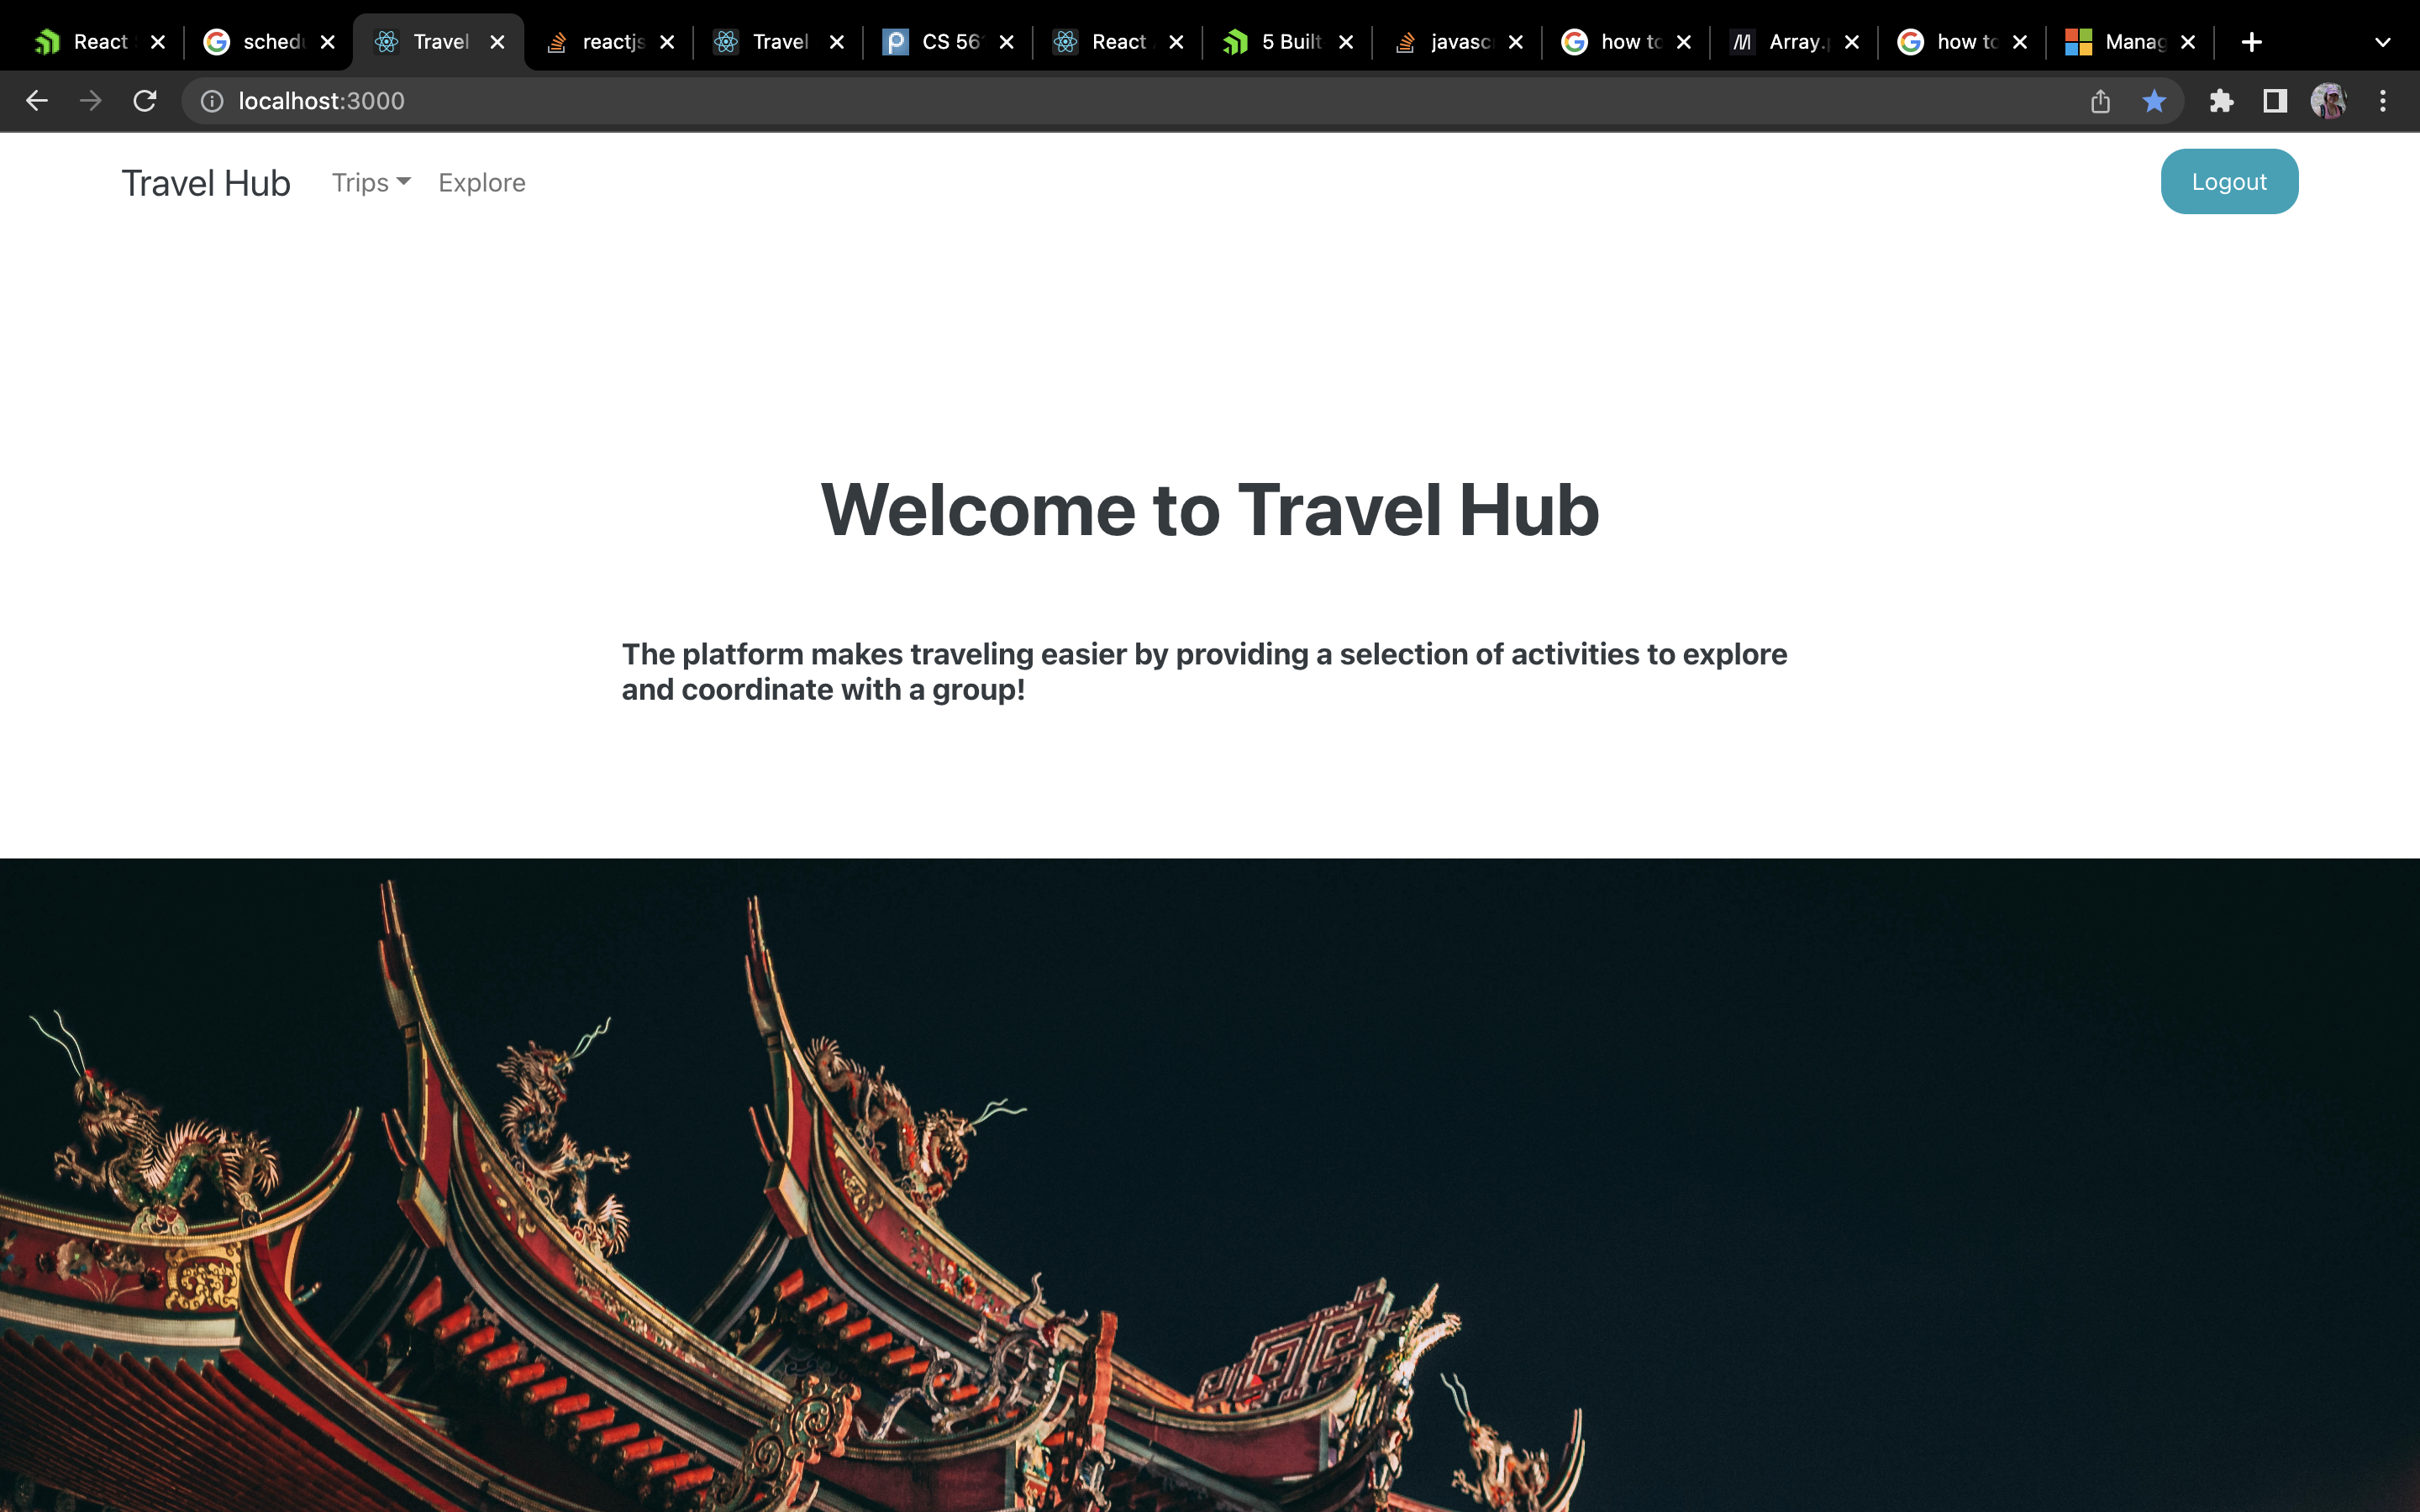 React
sched
Travel
reactjs
Travel
CS 56
React
5 Built
javasc
how to
Array.
how to
Manag
localhost:3000
Travel Hub
Trips
Explore
Logout
Welcome to Travel Hub
The platform makes traveling easier by providing a selection of activities to explore
and coordinate with a group!